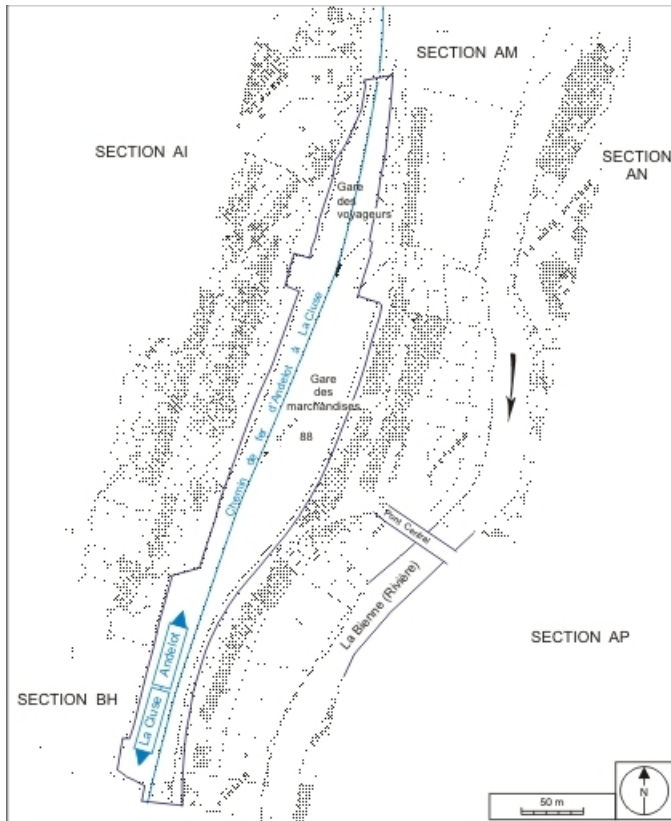 SECTION AM
SECTION AI
SECTION
AN
Gare
des
voyageurs
Chemin de fer d'Andelot à La Cluse
Gare
des
marchandises
88
Pont Central
La Bienne (Rivière)
SECTION AP
Andelot
La Cluse
SECTION BH
50 m
N